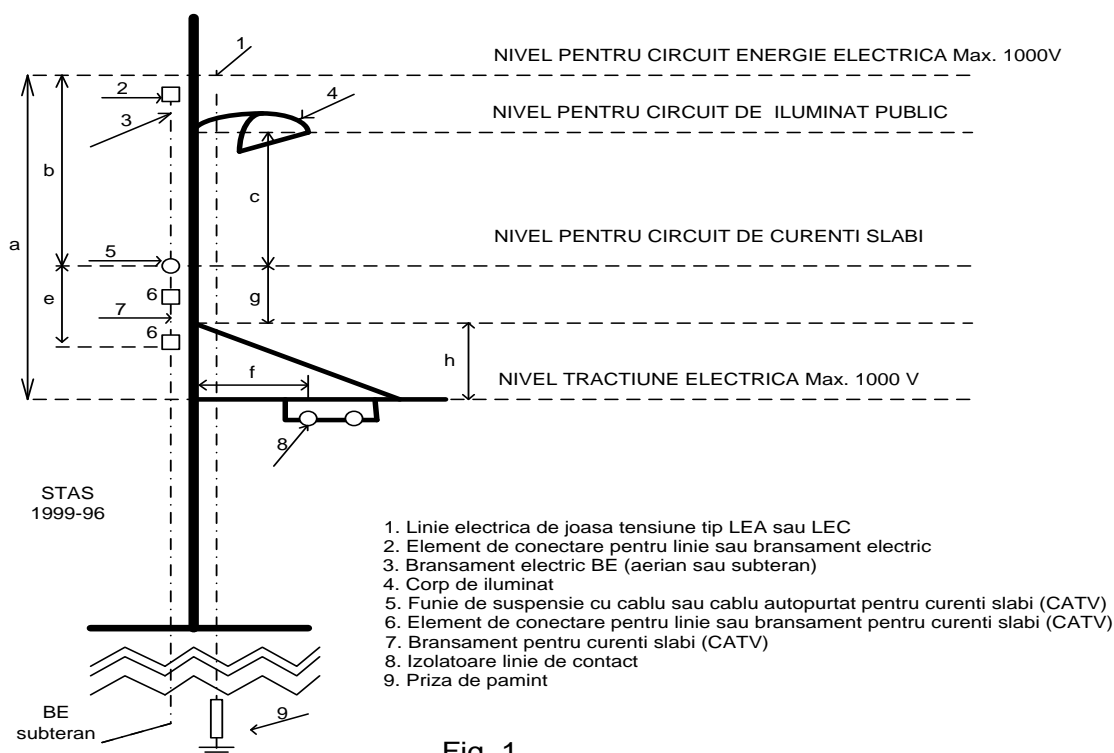 1
NIVEL PENTRU CIRCUIT ENERGIE ELECTRICA Max. 1000V
2
4
3
NIVEL PENTRU CIRCUIT DE ILUMINAT PUBLIC
b
c
a
5
NIVEL PENTRU CIRCUIT DE CURENTI SLABI
e
6
g
7
6
h
f
NIVEL TRACTIUNE ELECTRICA Max. 1000 V
8
STAS
1999-96
1. Linie electrica de joasa tensiune tip LEA sau LEC
2. Element de conectare pentru linie sau bransament electric
3. Bransament electric BE (aerian sau subteran)
4. Corp de iluminat
5. Funie de suspensie cu cablu sau cablu autopurtat pentru curenti slabi (CATV)
6. Element de conectare pentru linie sau bransament pentru curenti slabi (CATV)
7. Bransament pentru curenti slabi (CATV)
8. Izolatoare linie de contact
9. Priza de pamint
BE
subteran
9
Fig. 1